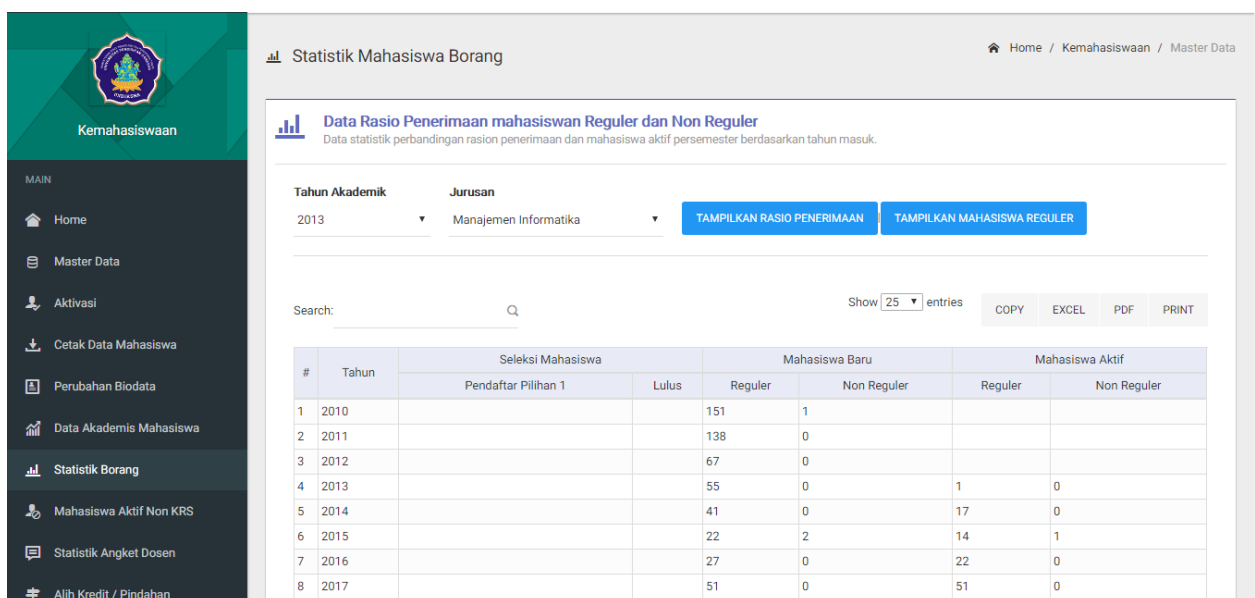 Kemahasiswaan
MAIN
Home
Master Data
Aktivasi
Cetak Data Mahasiswa
Perubahan Biodata
Data Akademis Mahasiswa
Statistik Borang
Mahasiswa Aktif Non KRS
Statistik Angket Dosen
Alih Kredit / Pindahan
Statistik Mahasiswa Borang
Home / Kemahasiswaan / Master Data
Data Rasio Penerimaan mahasiswan Reguler dan Non Reguler
Data statistik perbandingan rasion penerimaan dan mahasiswa aktif persemester berdasarkan tahun masuk.
Tahun Akademik Jurusan
2013 Manajemen Informatika TAMPILKAN RASIO PENERIMAAN TAMPILKAN MAHASISWA REGULER
Search: Show 25 entries COPY EXCEL PDF PRINT
# Tahun Seleksi Mahasiswa Mahasiswa Baru Mahasiswa Aktif
Pendaftar Pilihan 1 Lulus Reguler Non Reguler Reguler Non Reguler
1 2010 151 1
2 2011 138 0
3 2012 67 0
4 2013 55 0 1 0
5 2014 41 0 17 0
6 2015 22 2 14 1
7 2016 27 0 22 0
8 2017 51 0 51 0